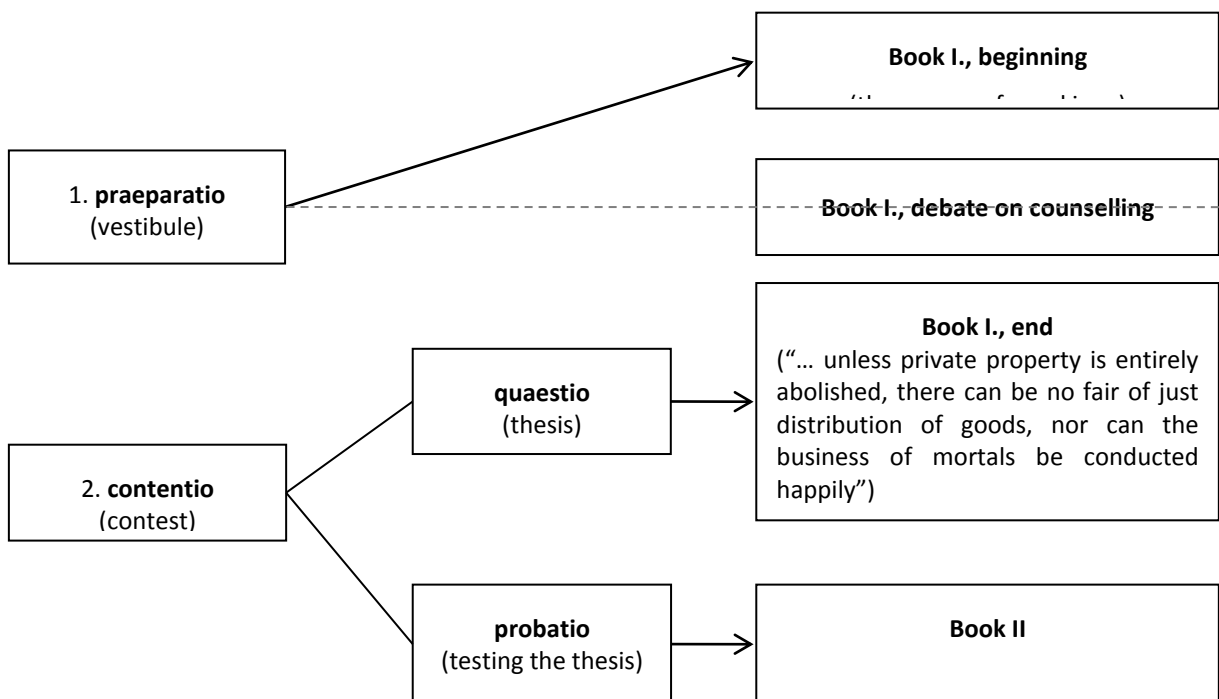 Book I., beginning
1. praeparatio
(vestibule)
Book I., debate on counselling
Book I., end
(“… unless private property is entirely
abolished, there can be no fair of just
distribution of goods, nor can the
business of mortals be conducted
happily”)
quaestio
(thesis)
2. contentio
(contest)
probatio
(testing the thesis)
Book II